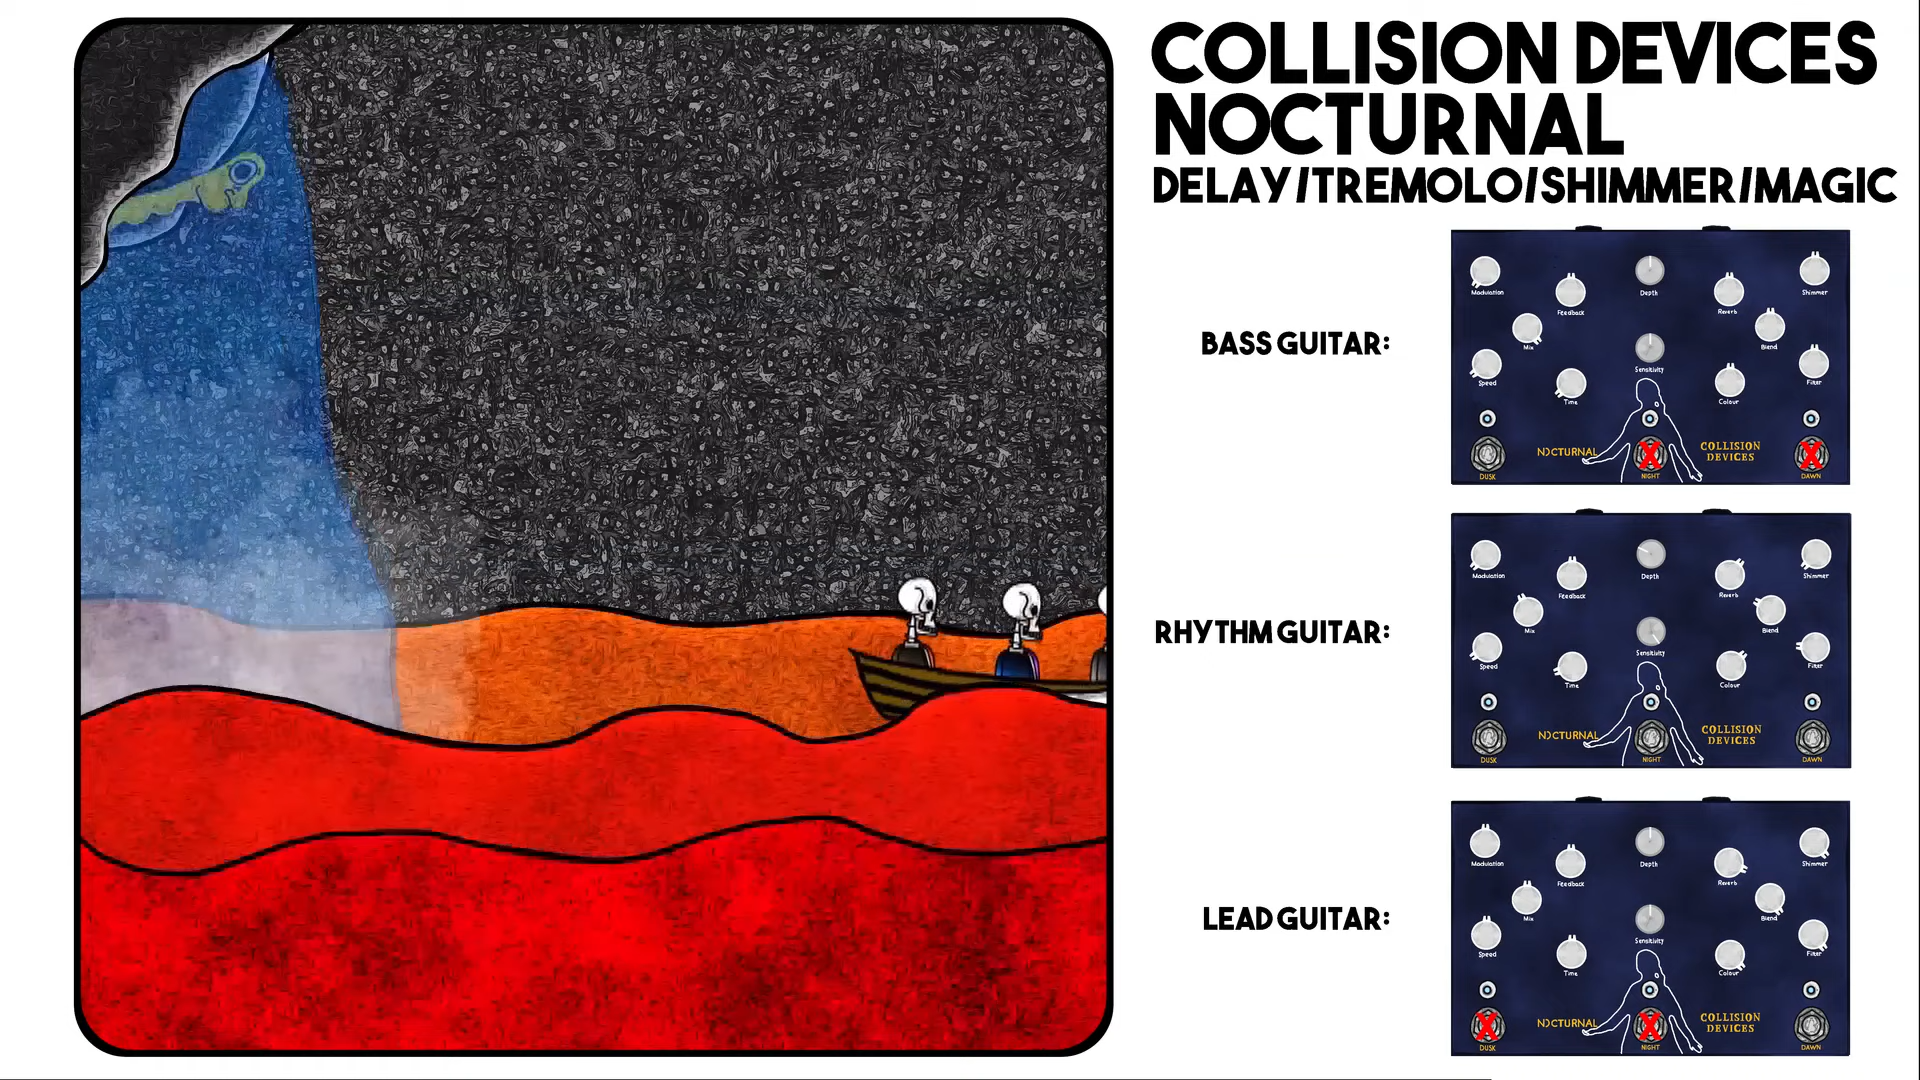 COLLISION DEVICES
NOCTURNAL
DELAY/TREMOLO/SHIMMER/MAGIC
BASS GUITAR:
Modulation
Feedback
Depth
Reverb
Shimmer
Mix
Blend
Speed
Time
Sensitivity
Colour
Filter
NOCTURNAL
COLLISION
DEVICES
DUSK
NIGHT
DAWN
RHYTHM GUITAR:
Modulation
Feedback
Depth
Reverb
Shimmer
Mix
Blend
Speed
Time
Sensitivity
Colour
Filter
NOCTURNAL
COLLISION
DEVICES
DUSK
NIGHT
DAWN
LEAD GUITAR:
Modulation
Feedback
Depth
Reverb
Shimmer
Mix
Blend
Speed
Time
Sensitivity
Colour
Filter
NOCTURNAL
COLLISION
DEVICES
DUSK
NIGHT
DAWN